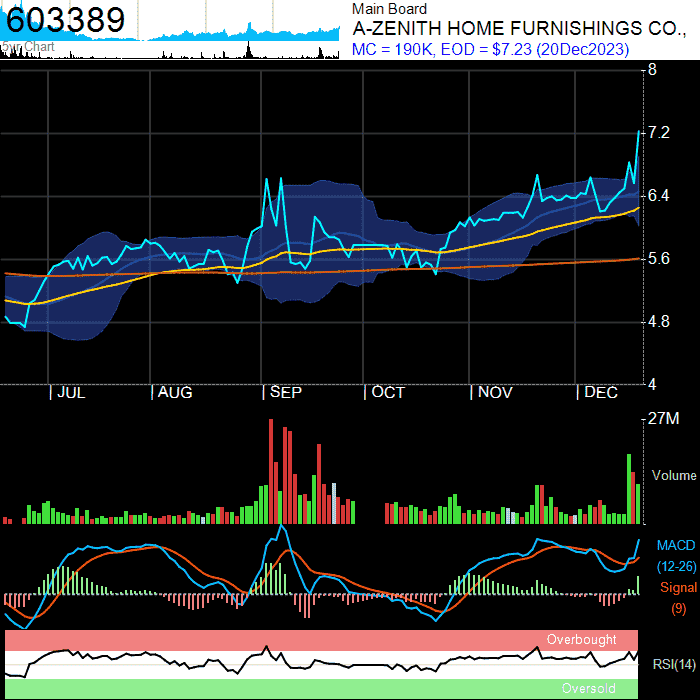 603389
our Chart
Main Board
A-ZENITH HOME FURNISHINGS CO.,
MC = 190K, EOD = $7.23 (20Dec2023)
8
7.2
6.4
5.6
4.8
4
| JUL | AUG | SEP | OCT | NOV | DEC
27M
Volume
MACD
(12-26)
Signal
(9)
Overbought
RSI(14)
Oversold